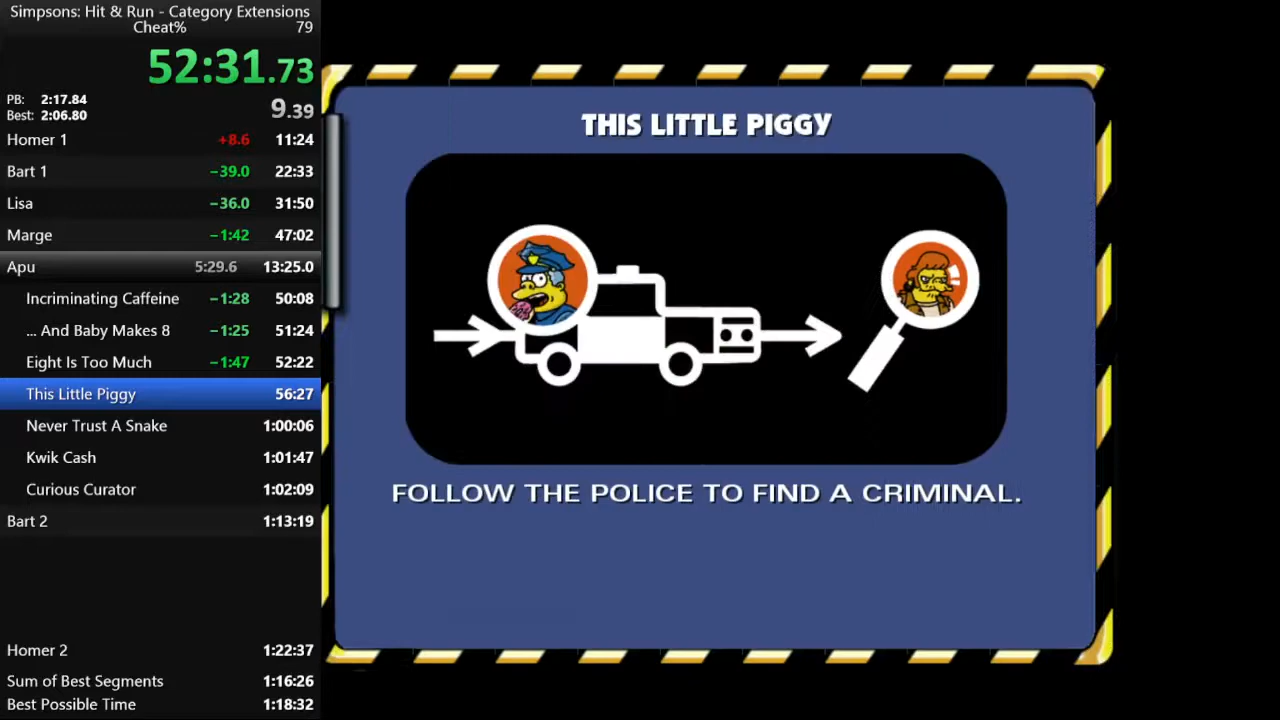 Simpsons: Hit & Run - Category Extensions
Cheat% 79
52:31.73
PB: 2:17.84
Best: 2:06.80
9.39
Homer 1 +8.6 11:24
Bart 1 −39.0 22:33
Lisa −36.0 31:50
Marge −1:42 47:02
Apu 5:29.6 13:25.0
Incriminating Caffeine −1:28 50:08
... And Baby Makes 8 −1:25 51:24
Eight Is Too Much −1:47 52:22
This Little Piggy 56:27
Never Trust A Snake 1:00:06
Kwik Cash 1:01:47
Curious Curator 1:02:09
Bart 2 1:13:19
Homer 2 1:22:37
Sum of Best Segments 1:16:26
Best Possible Time 1:18:32
THIS LITTLE PIGGY
FOLLOW THE POLICE TO FIND A CRIMINAL.